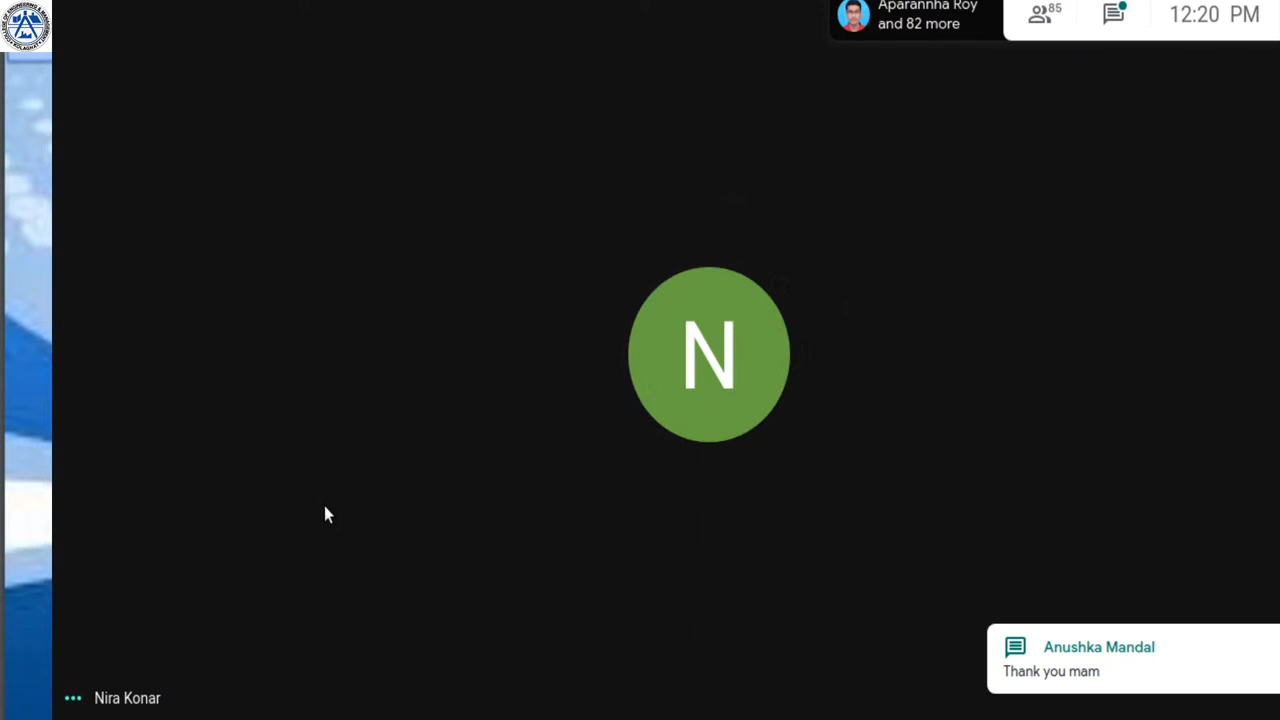 Aparannha Roy
and 82 more
85
12:20 PM
N
Anushka Mandal
Thank you mam
Nira Konar